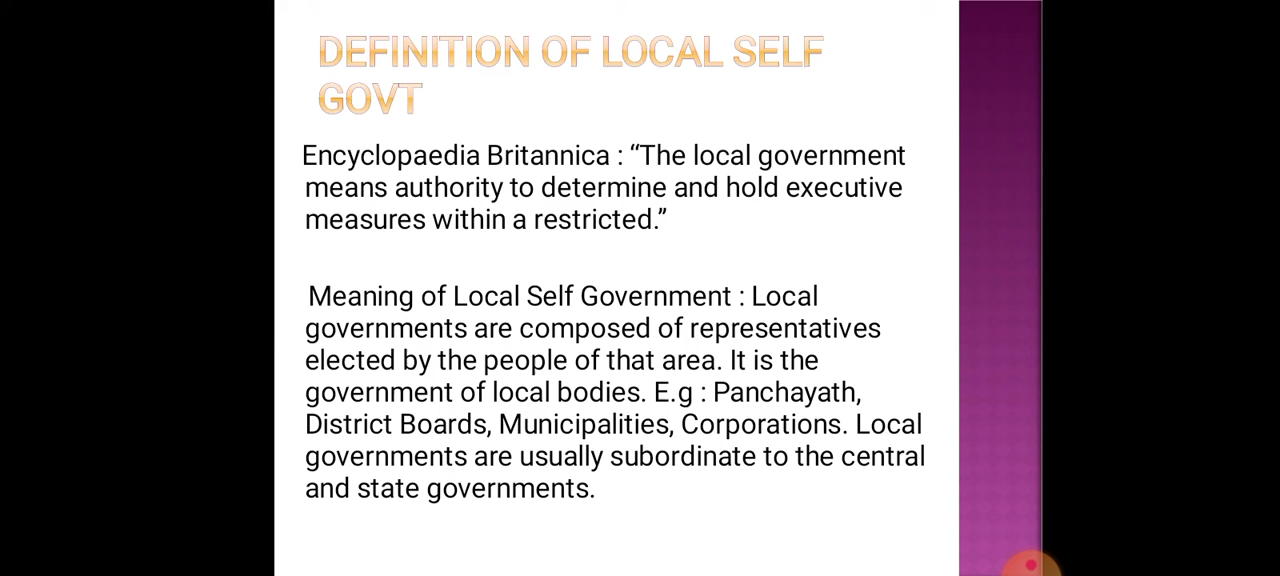 DEFINITION OF LOCAL SELF
GOVT
Encyclopaedia Britannica : “The local government
means authority to determine and hold executive
measures within a restricted.”
Meaning of Local Self Government : Local
governments are composed of representatives
elected by the people of that area. It is the
government of local bodies. E.g : Panchayath,
District Boards, Municipalities, Corporations. Local
governments are usually subordinate to the central
and state governments.